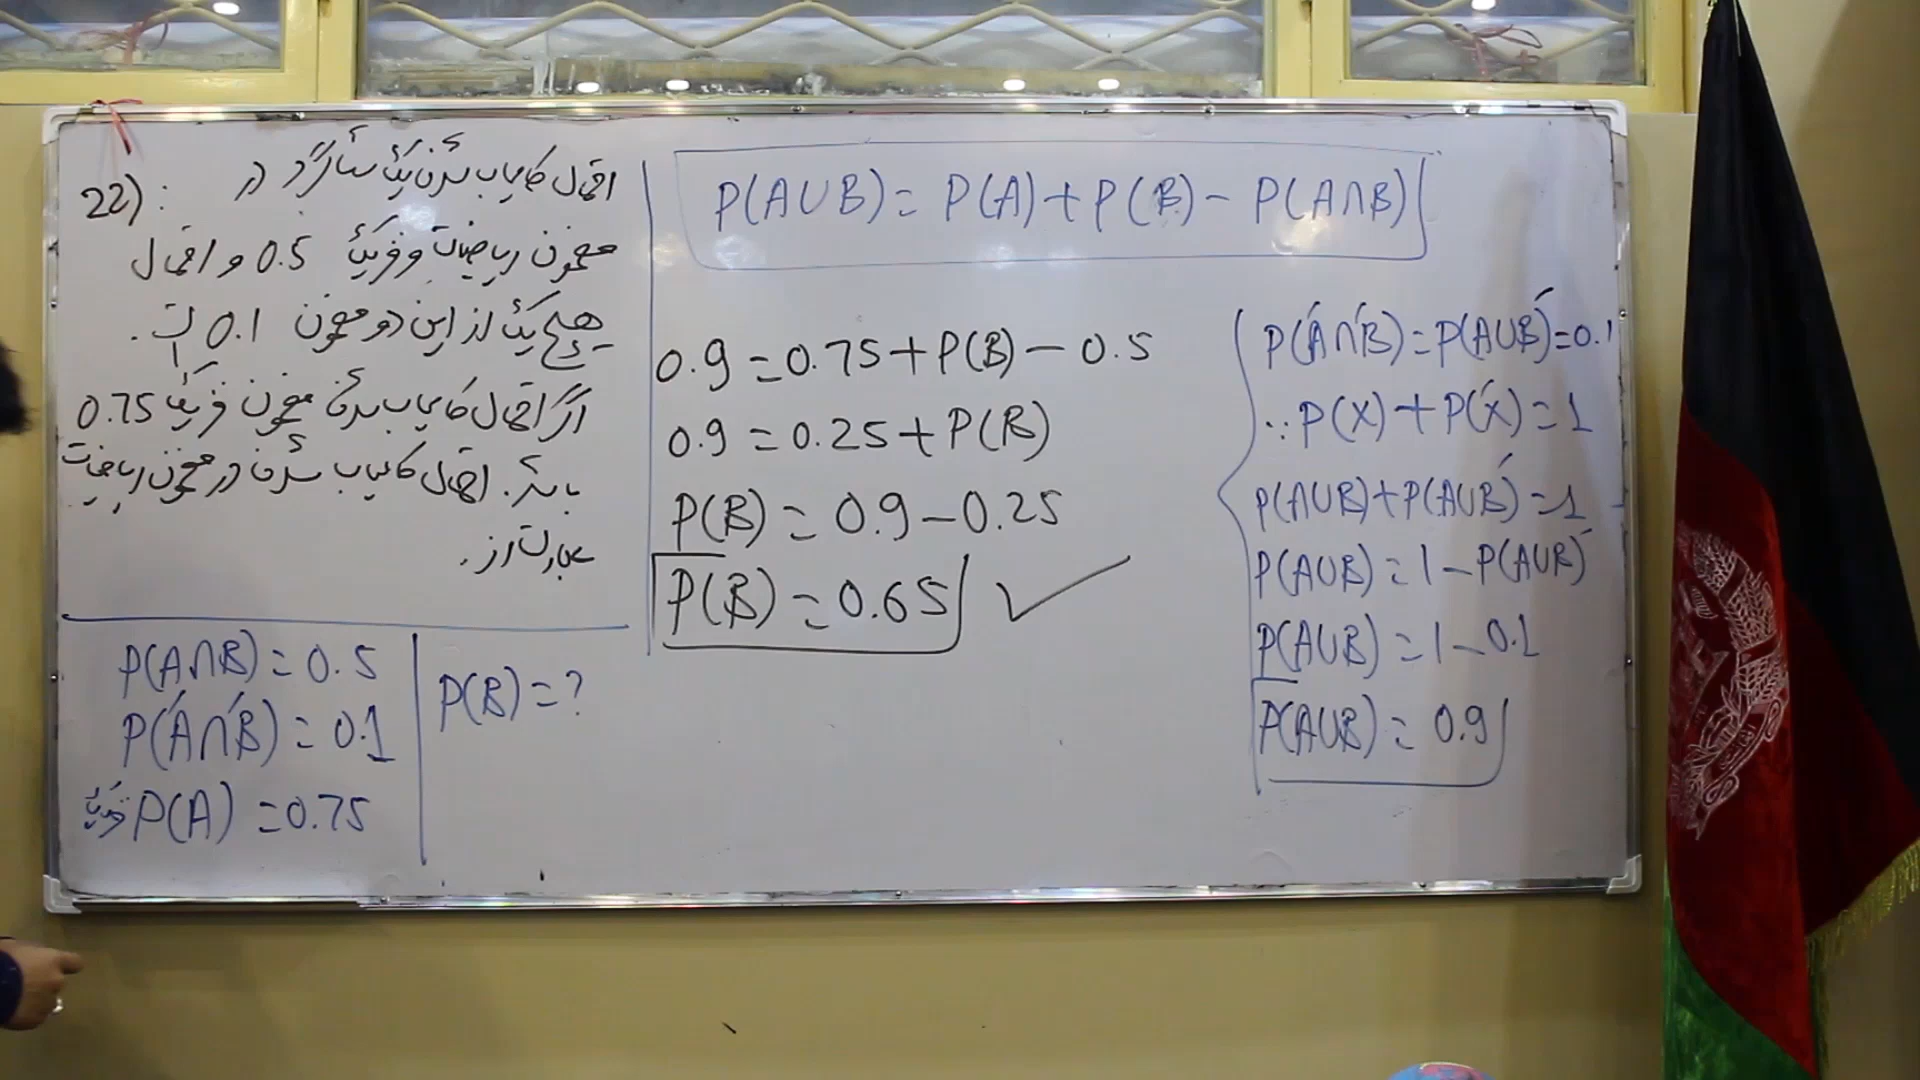 22): احتمال کامیاب شدن یک شاگرد در
مضمون ریاضیات و فزیک 0.5 و احتمال
هیچ یک از این دو مضمون 0.1 است.
اگر احتمال کامیاب شدن مضمون فزیک 0.75
باشد. احتمال کامیاب شدن در مضمون ریاضیات
عبارت از.
P(A∩B) = 0.5
P(A′∩B′) = 0.1
فزیک P(A) = 0.75
P(B) = ?
P(A∪B) = P(A) + P(B) - P(A∩B)
0.9 = 0.75 + P(B) - 0.5
0.9 = 0.25 + P(B)
P(B) = 0.9 - 0.25
P(B) = 0.65 ✓
P(A′∩B′) = P(A∪B)′ = 0.1
∵ P(X) + P(X′) = 1
P(A∪B) + P(A∪B)′ = 1
P(A∪B) = 1 - P(A∪B)′
P(A∪B) = 1 - 0.1
P(A∪B) = 0.9